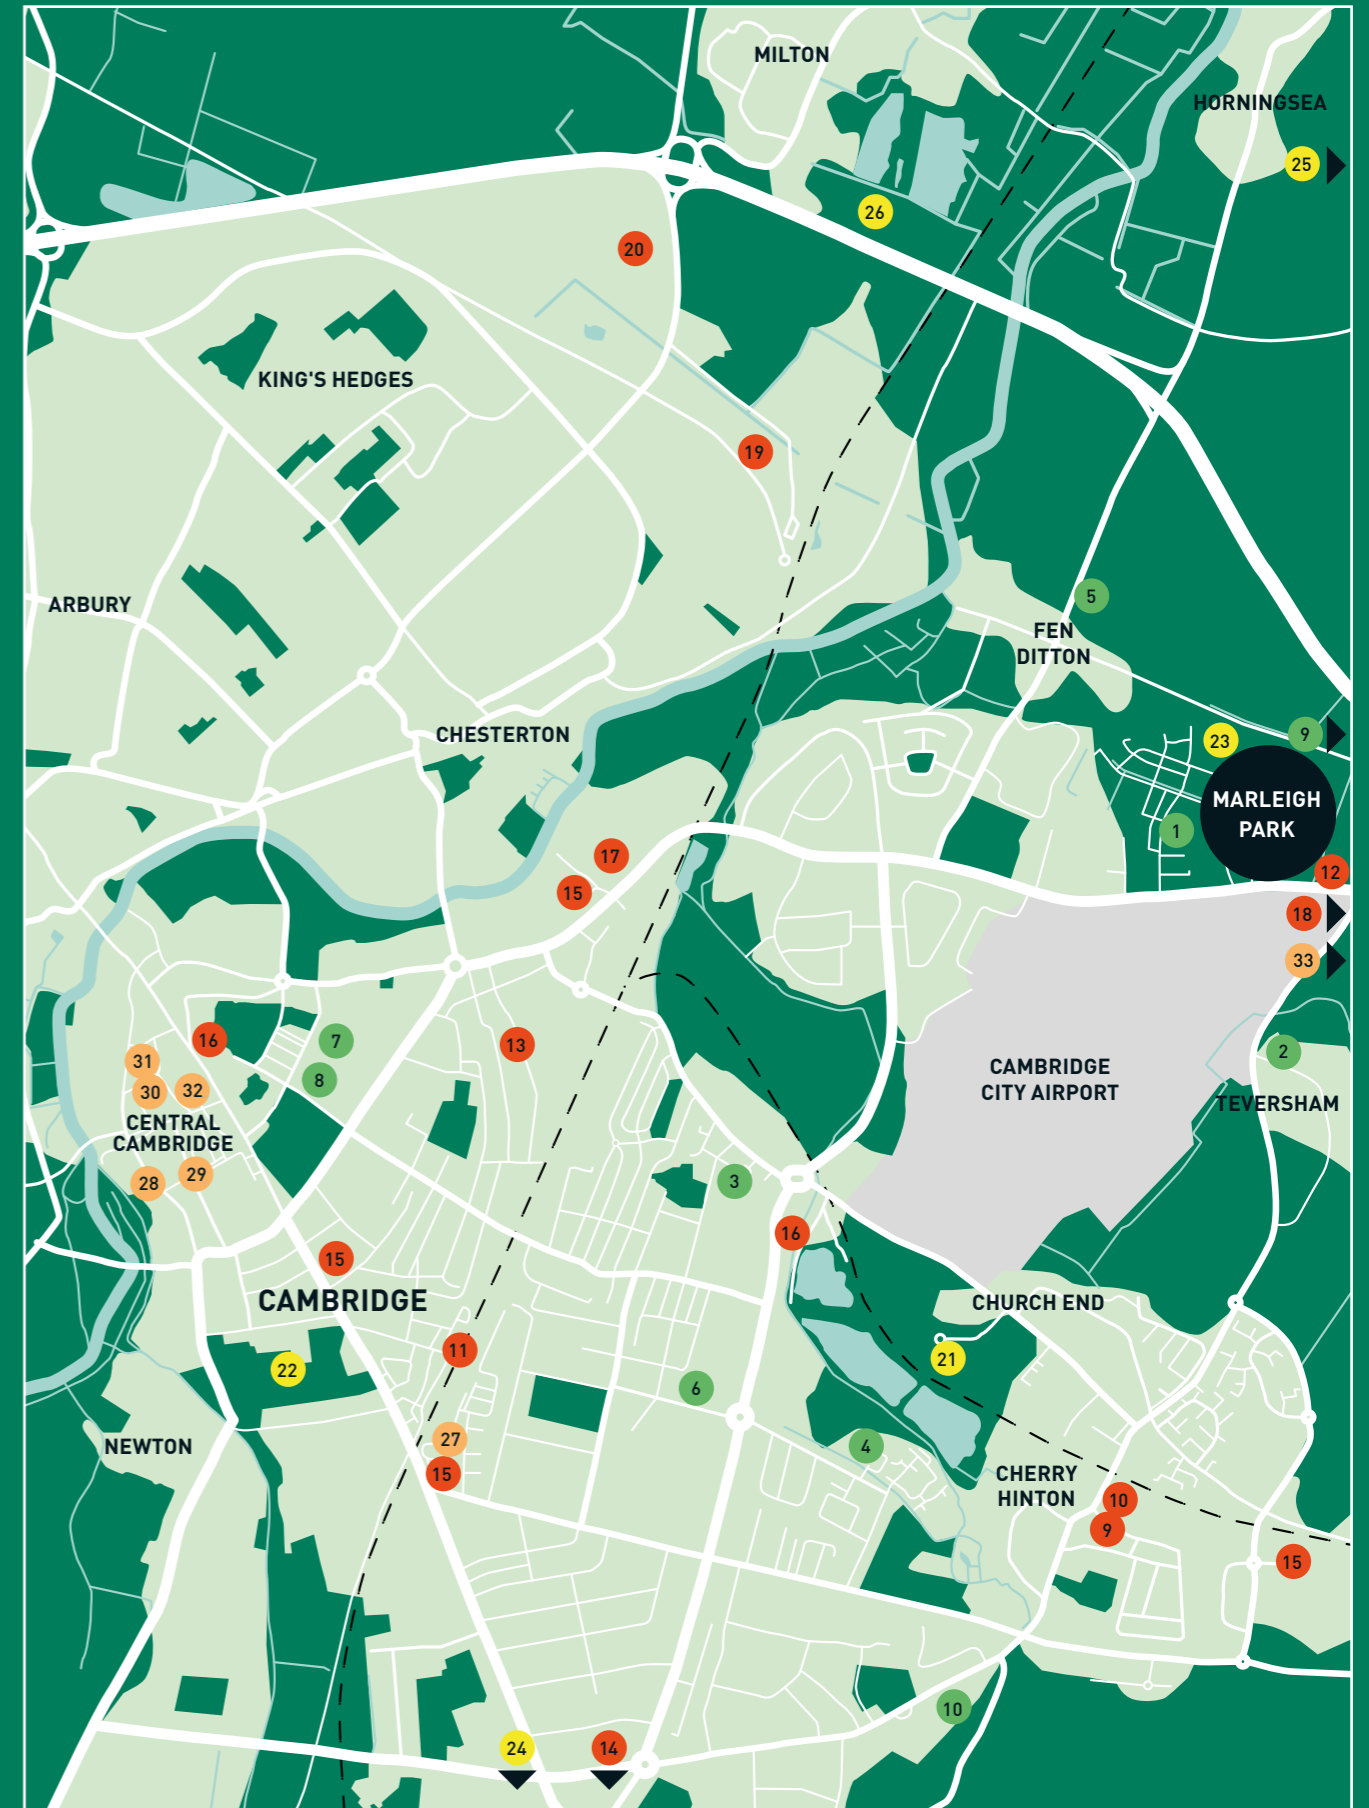 MILTON
HORNINGSEA
25
26
20
KING'S HEDGES
19
5
ARBURY
FEN
DITTON
CHESTERTON
23
9
MARLEIGH
PARK
1
17
15
12
18
33
16
7
13
31
30
32
8
2
CAMBRIDGE
CITY AIRPORT
TEVERSHAM
CENTRAL
CAMBRIDGE
28
29
3
16
15
CAMBRIDGE
CHURCH END
11
22
21
6
NEWTON
27
15
4
CHERRY
HINTON
10
9
15
10
24
14